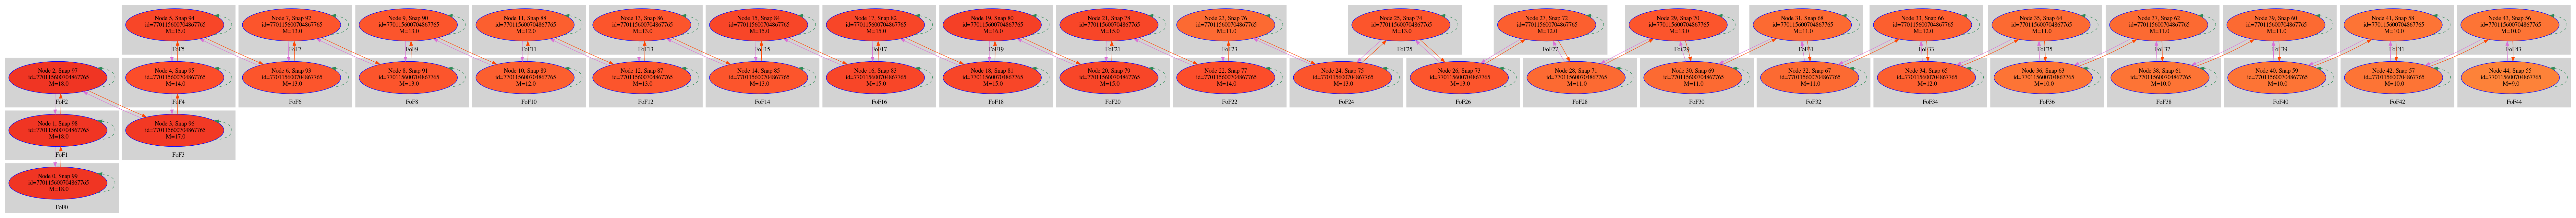 Node 5, Snap 94
id=770115600704867765
M=15.0
FoF5
Node 7, Snap 92
id=770115600704867765
M=13.0
FoF7
Node 9, Snap 90
id=770115600704867765
M=13.0
FoF9
Node 11, Snap 88
id=770115600704867765
M=12.0
FoF11
Node 13, Snap 86
id=770115600704867765
M=13.0
FoF13
Node 15, Snap 84
id=770115600704867765
M=15.0
FoF15
Node 17, Snap 82
id=770115600704867765
M=15.0
FoF17
Node 19, Snap 80
id=770115600704867765
M=16.0
FoF19
Node 21, Snap 78
id=770115600704867765
M=15.0
FoF21
Node 23, Snap 76
id=770115600704867765
M=11.0
FoF23
Node 25, Snap 74
id=770115600704867765
M=13.0
FoF25
Node 27, Snap 72
id=770115600704867765
M=12.0
FoF27
Node 29, Snap 70
id=770115600704867765
M=13.0
FoF29
Node 31, Snap 68
id=770115600704867765
M=11.0
FoF31
Node 33, Snap 66
id=770115600704867765
M=12.0
FoF33
Node 35, Snap 64
id=770115600704867765
M=11.0
FoF35
Node 37, Snap 62
id=770115600704867765
M=11.0
FoF37
Node 39, Snap 60
id=770115600704867765
M=10.0
FoF39
Node 41, Snap 58
id=770115600704867765
M=10.0
FoF41
Node 43, Snap 56
id=770115600704867765
M=10.0
FoF43
Node 2, Snap 97
id=770115600704867765
M=18.0
FoF2
Node 4, Snap 95
id=770115600704867765
M=14.0
FoF4
Node 6, Snap 93
id=770115600704867765
M=13.0
FoF6
Node 8, Snap 91
id=770115600704867765
M=13.0
FoF8
Node 10, Snap 89
id=770115600704867765
M=12.0
FoF10
Node 12, Snap 87
id=770115600704867765
M=13.0
FoF12
Node 14, Snap 85
id=770115600704867765
M=13.0
FoF14
Node 16, Snap 83
id=770115600704867765
M=15.0
FoF16
Node 18, Snap 81
id=770115600704867765
M=15.0
FoF18
Node 20, Snap 79
id=770115600704867765
M=15.0
FoF20
Node 22, Snap 77
id=770115600704867765
M=14.0
FoF22
Node 24, Snap 75
id=770115600704867765
M=13.0
FoF24
Node 26, Snap 73
id=770115600704867765
M=13.0
FoF26
Node 28, Snap 71
id=770115600704867765
M=11.0
FoF28
Node 30, Snap 69
id=770115600704867765
M=11.0
FoF30
Node 32, Snap 67
id=770115600704867765
M=11.0
FoF32
Node 34, Snap 65
id=770115600704867765
M=12.0
FoF34
Node 36, Snap 63
id=770115600704867765
M=10.0
FoF36
Node 38, Snap 61
id=770115600704867765
M=10.0
FoF38
Node 40, Snap 59
id=770115600704867765
M=10.0
FoF40
Node 42, Snap 57
id=770115600704867765
M=10.0
FoF42
Node 44, Snap 55
id=770115600704867765
M=9.0
FoF44
Node 1, Snap 98
id=770115600704867765
M=18.0
FoF1
Node 3, Snap 96
id=770115600704867765
M=17.0
FoF3
Node 0, Snap 99
id=770115600704867765
M=18.0
FoF0